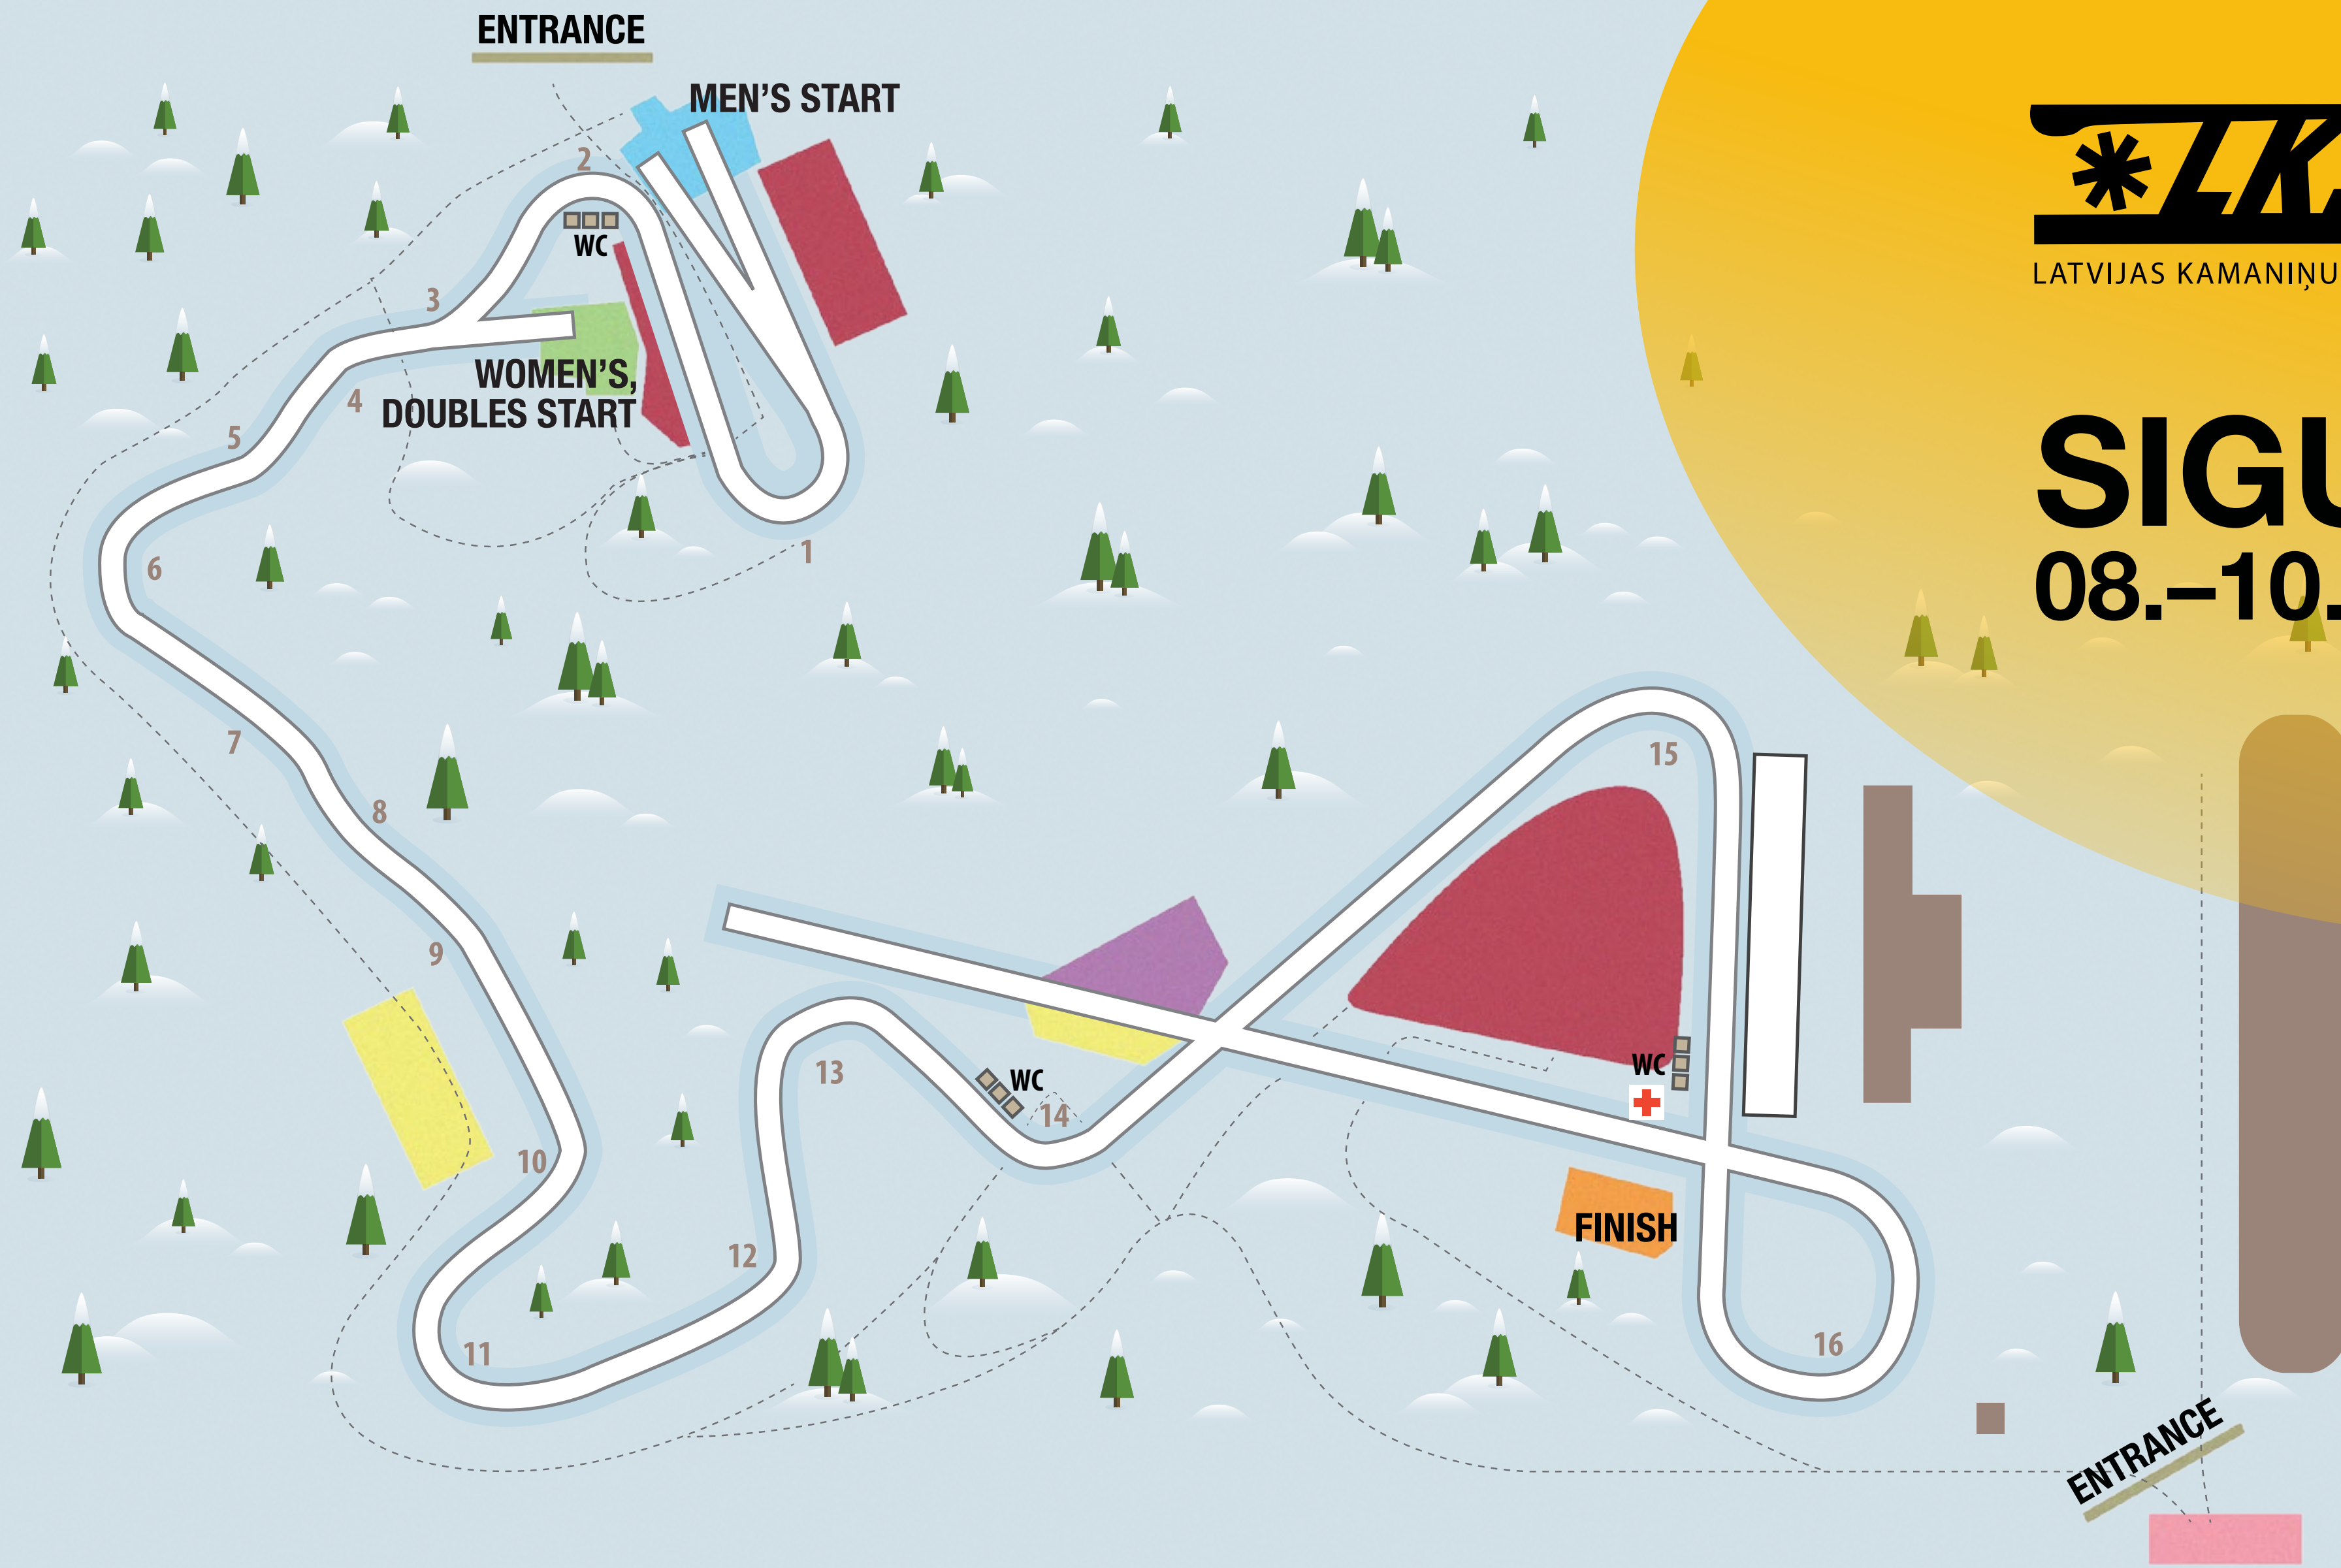 ENTRANCE
MEN'S START
2
WC
3
WOMEN'S,
DOUBLES START
4
5
1
6
7
8
9
10
11
12
13
WC
14
15
WC
FINISH
16
ENTRANCE
LATVIJAS KAMANIŅU
08.–10.